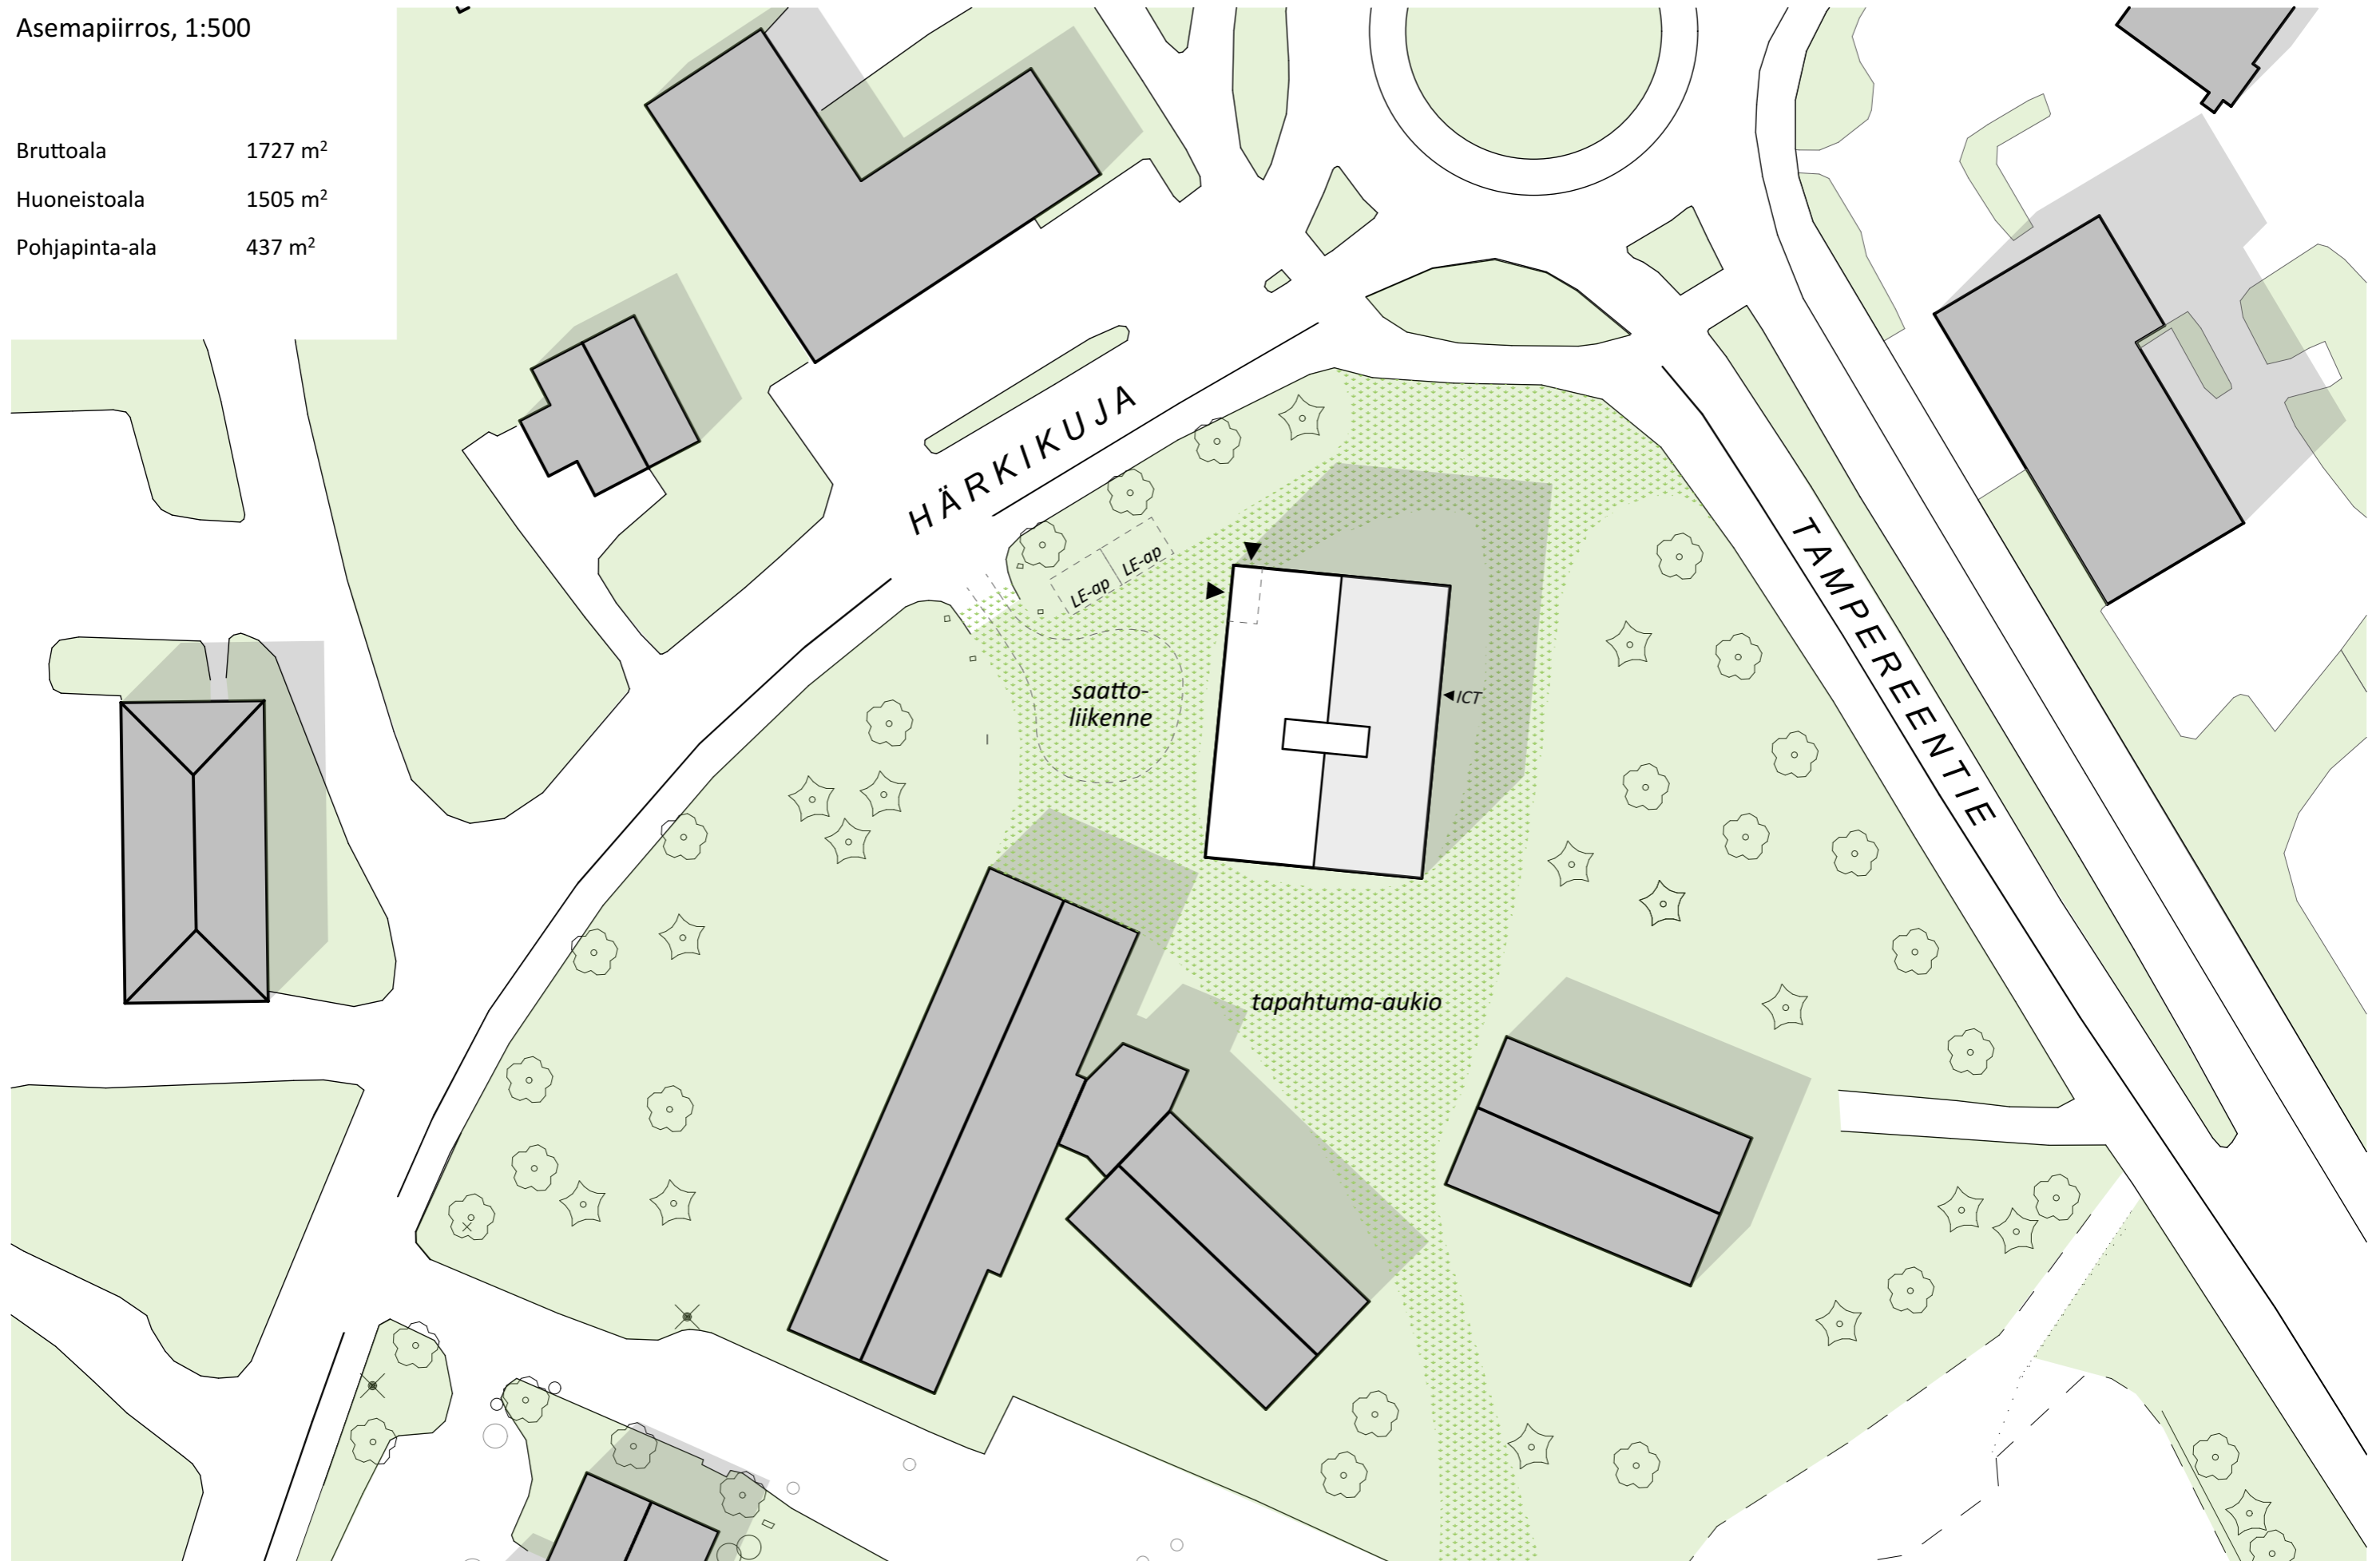 Asemapiirros, 1:500
Bruttoala 1727 m²
Huoneistoala 1505 m²
Pohjapinta-ala 437 m²
HÄRKIKUJA
TAMPEREENTIE
LE-ap
LE-ap
saatto-
liikenne
ICT
tapahtuma-aukio